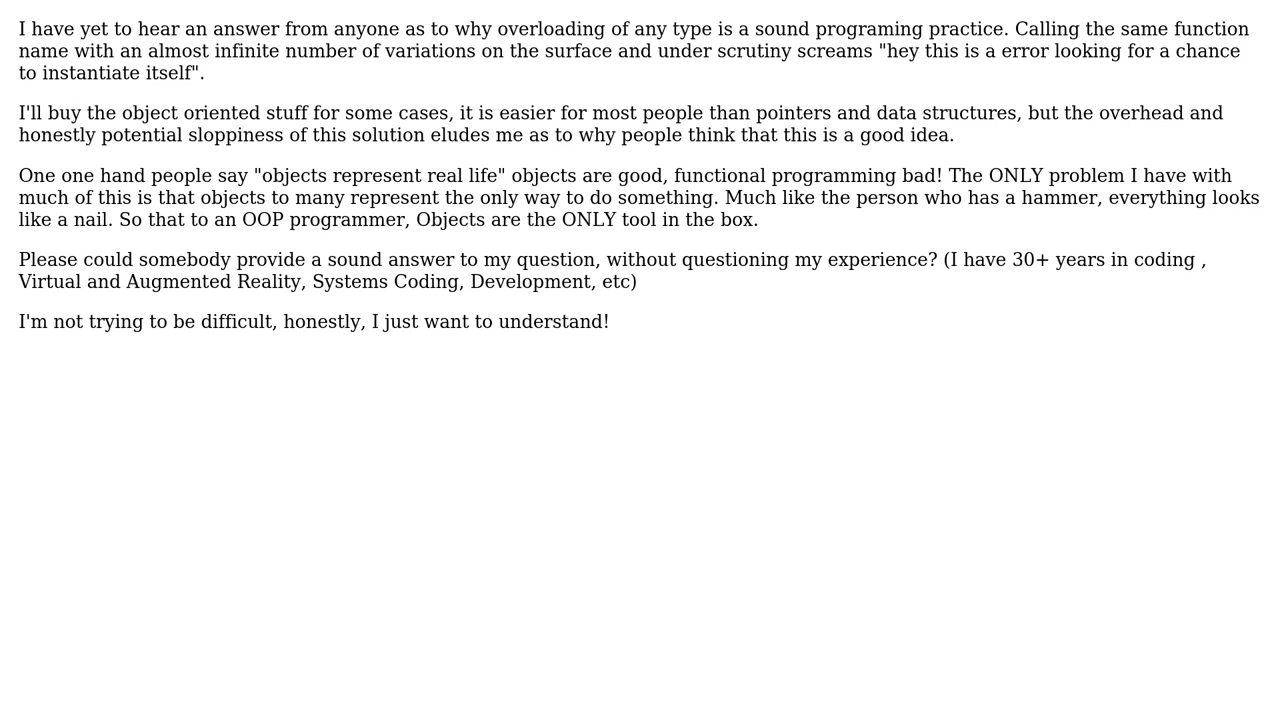 I have yet to hear an answer from anyone as to why overloading of any type is a sound programing practice. Calling the same function
name with an almost infinite number of variations on the surface and under scrutiny screams "hey this is a error looking for a chance
to instantiate itself".
I'll buy the object oriented stuff for some cases, it is easier for most people than pointers and data structures, but the overhead and
honestly potential sloppiness of this solution eludes me as to why people think that this is a good idea.
One one hand people say "objects represent real life" objects are good, functional programming bad! The ONLY problem I have with
much of this is that objects to many represent the only way to do something. Much like the person who has a hammer, everything looks
like a nail. So that to an OOP programmer, Objects are the ONLY tool in the box.
Please could somebody provide a sound answer to my question, without questioning my experience? (I have 30+ years in coding ,
Virtual and Augmented Reality, Systems Coding, Development, etc)
I'm not trying to be difficult, honestly, I just want to understand!